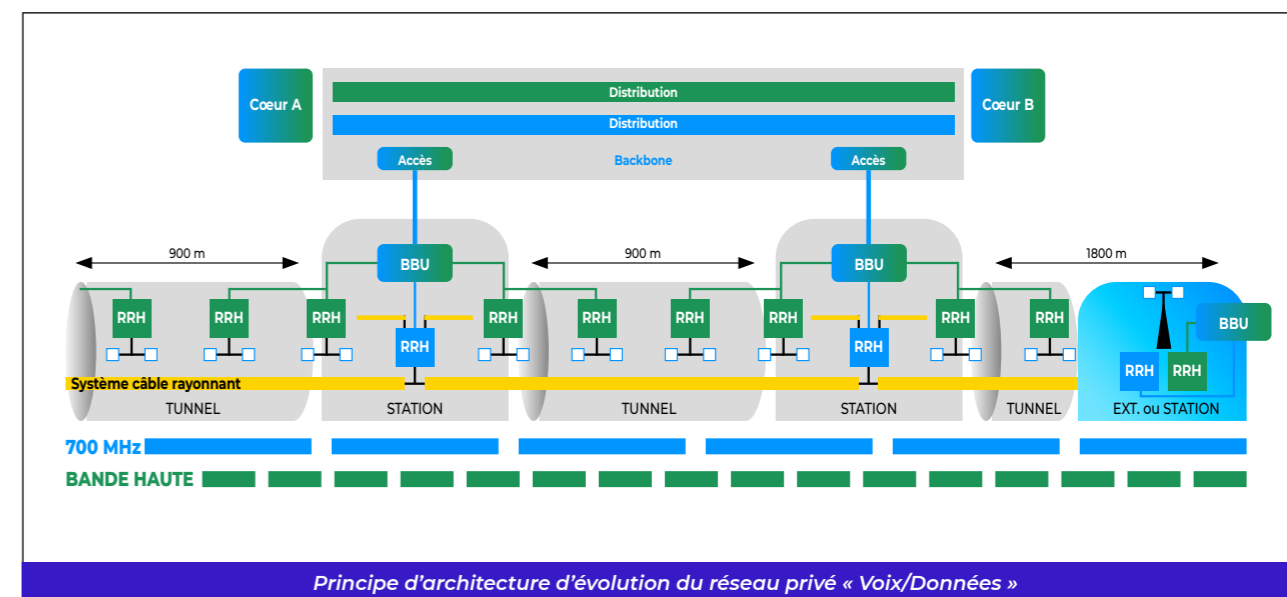 Cœur A
Distribution
Cœur B
Distribution
Accès
Backbone
Accès
900 m
BBU
900 m
BBU
1800 m
RRH
RRH
RRH
RRH
RRH
RRH
RRH
RRH
RRH
BBU
RRH
RRH
RRH
RRH
Système câble rayonnant
TUNNEL
STATION
TUNNEL
STATION
TUNNEL
EXT. ou STATION
700 MHz
BANDE HAUTE
Principe d’architecture d’évolution du réseau privé « Voix/Données »